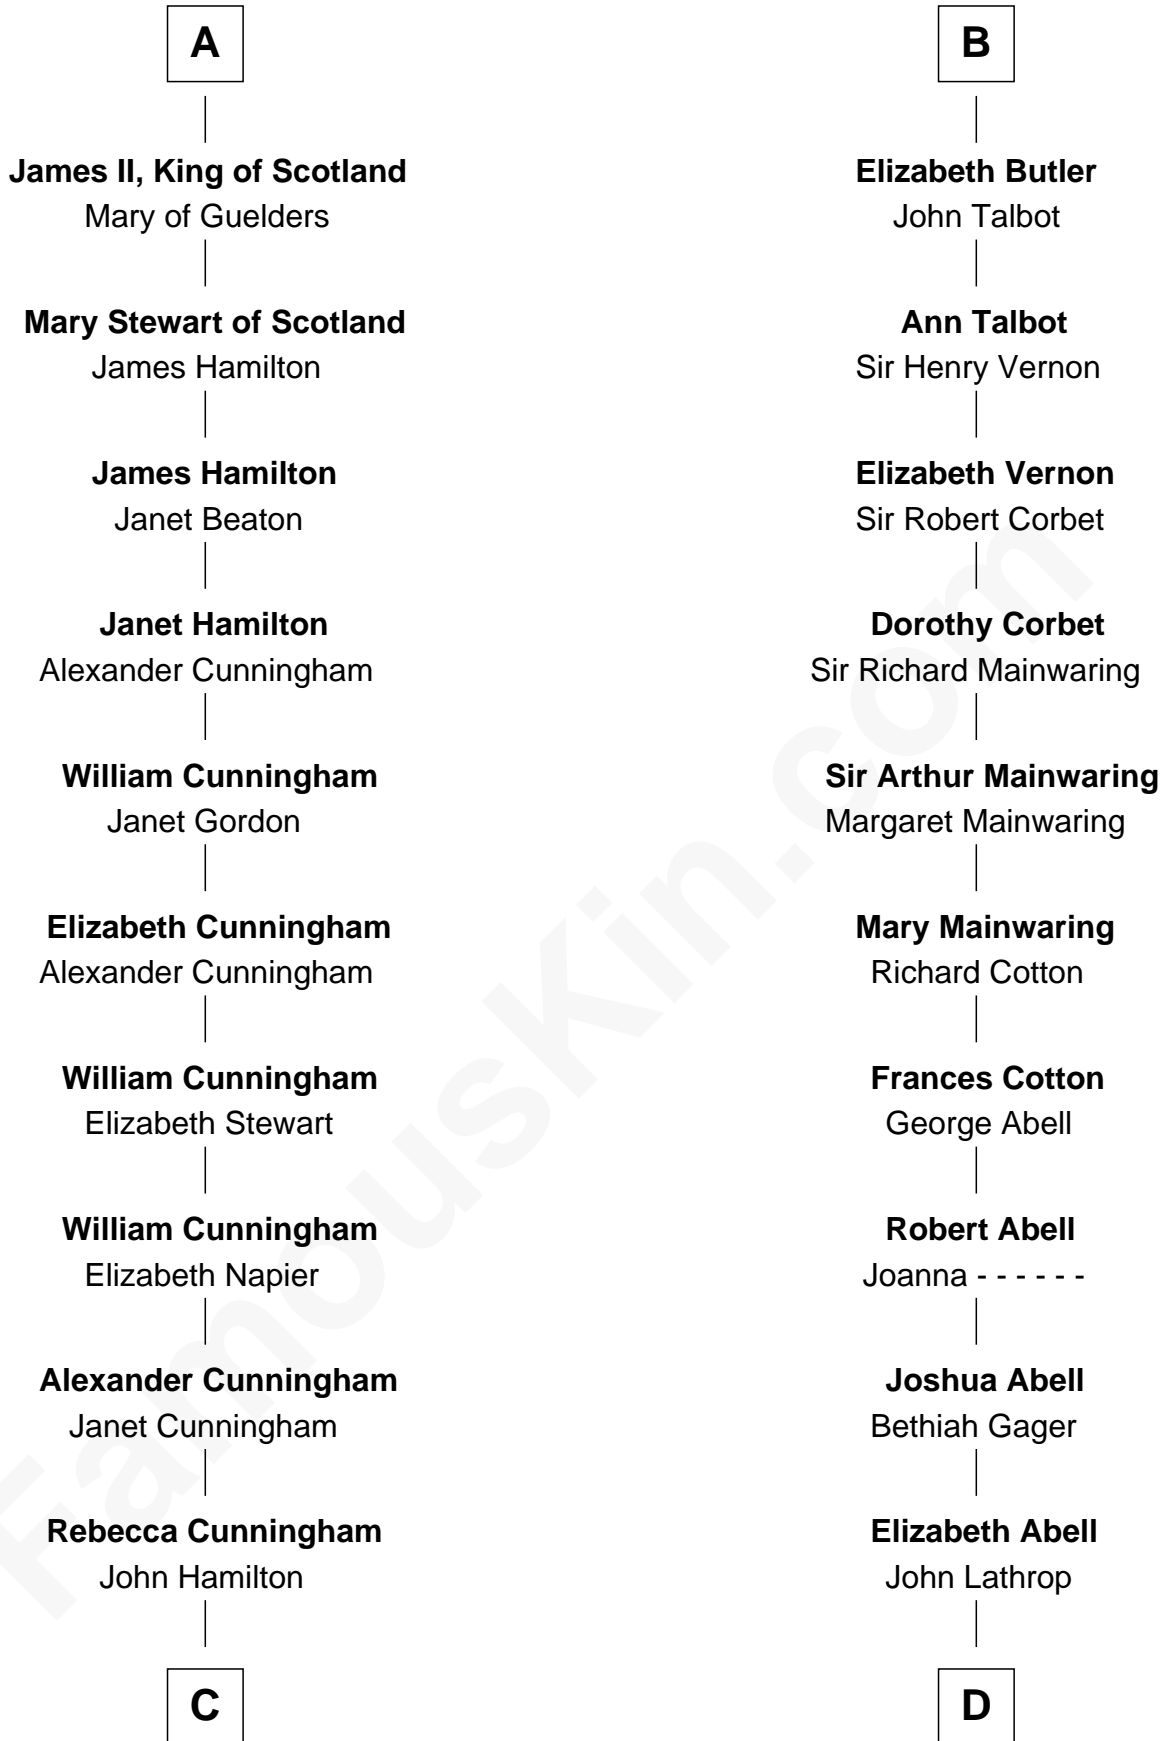 A
James II, King of Scotland
Mary of Guelders
Mary Stewart of Scotland
James Hamilton
James Hamilton
Janet Beaton
Janet Hamilton
Alexander Cunningham
William Cunningham
Janet Gordon
Elizabeth Cunningham
Alexander Cunningham
William Cunningham
Elizabeth Stewart
William Cunningham
Elizabeth Napier
Alexander Cunningham
Janet Cunningham
Rebecca Cunningham
John Hamilton
C
B
Elizabeth Butler
John Talbot
Ann Talbot
Sir Henry Vernon
Elizabeth Vernon
Sir Robert Corbet
Dorothy Corbet
Sir Richard Mainwaring
Sir Arthur Mainwaring
Margaret Mainwaring
Mary Mainwaring
Richard Cotton
Frances Cotton
George Abell
Robert Abell
Joanna - - - - - -
Joshua Abell
Bethiah Gager
Elizabeth Abell
John Lathrop
D
FamousKin.com